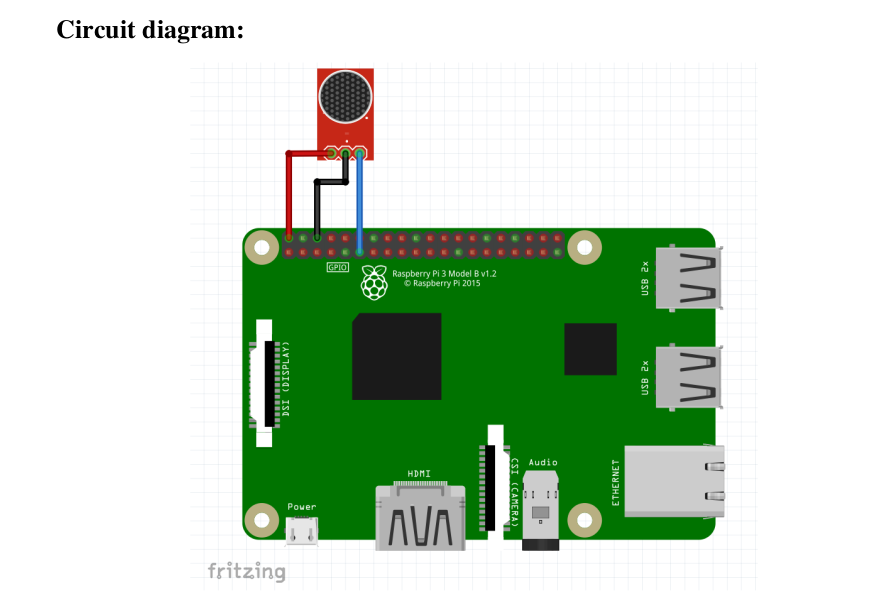 Circuit diagram:
GPIO
Raspberry Pi 3 Model B v1.2
© Raspberry Pi 2015
USB 2x
DSI (DISPLAY)
USB 2x
HDMI
CSI (CAMERA)
Audio
ETHERNET
Power
fritzing